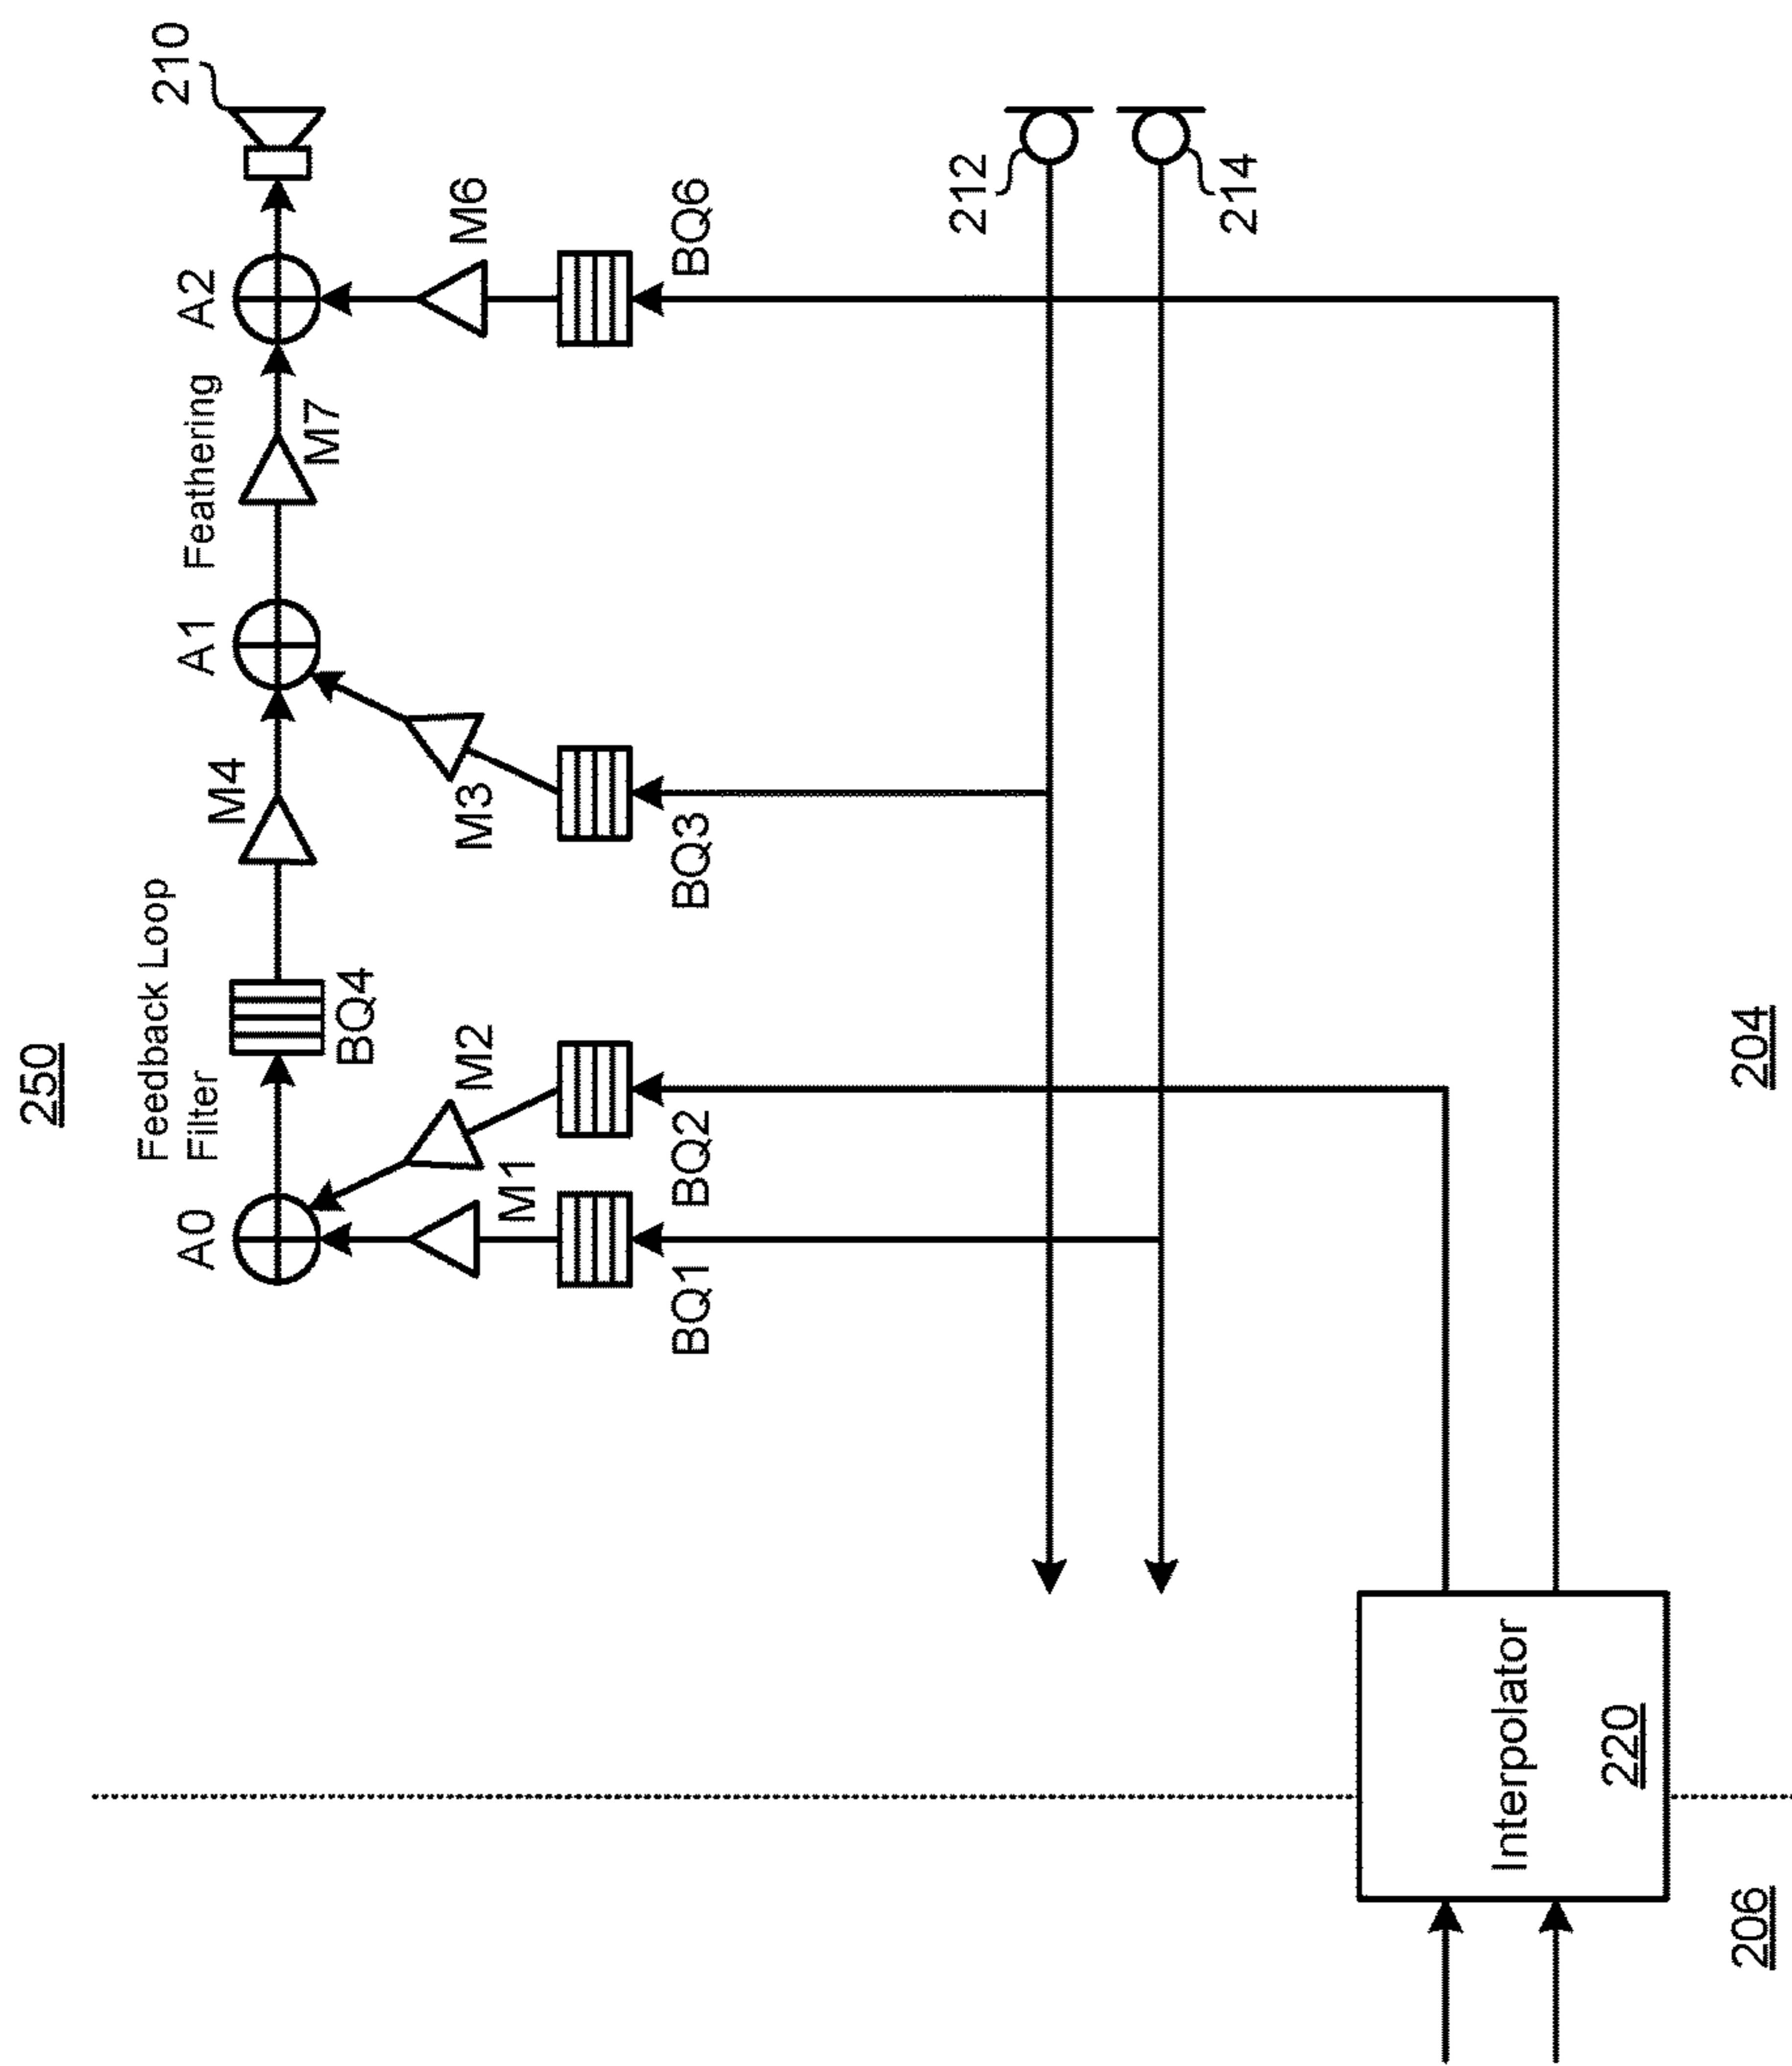 250
Feedback Loop
Filter
Feathering
210
A0
A1
A2
BQ4
M4
M7
M1
M2
M3
M6
BQ1
BQ2
BQ3
BQ6
212
214
Interpolator
220
206
204